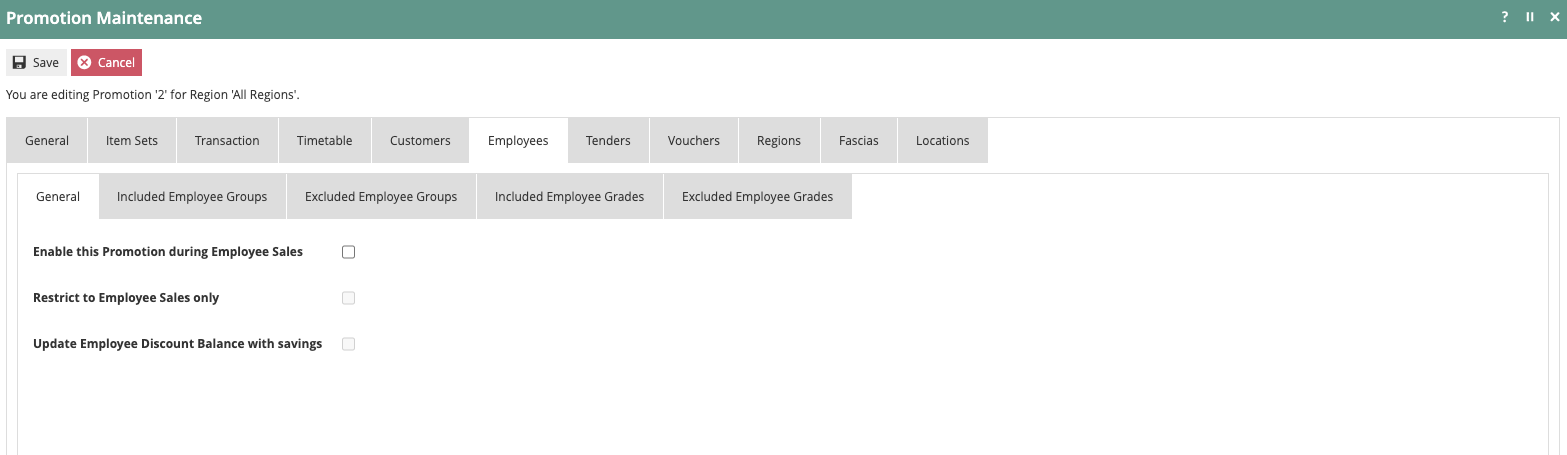 Promotion Maintenance ?
Save Cancel
You are editing Promotion '2' for Region 'All Regions'.
General Item Sets Transaction Timetable Customers Employees Tenders Vouchers Regions Fascias Locations
General Included Employee Groups Excluded Employee Groups Included Employee Grades Excluded Employee Grades
Enable this Promotion during Employee Sales
Restrict to Employee Sales only
Update Employee Discount Balance with savings